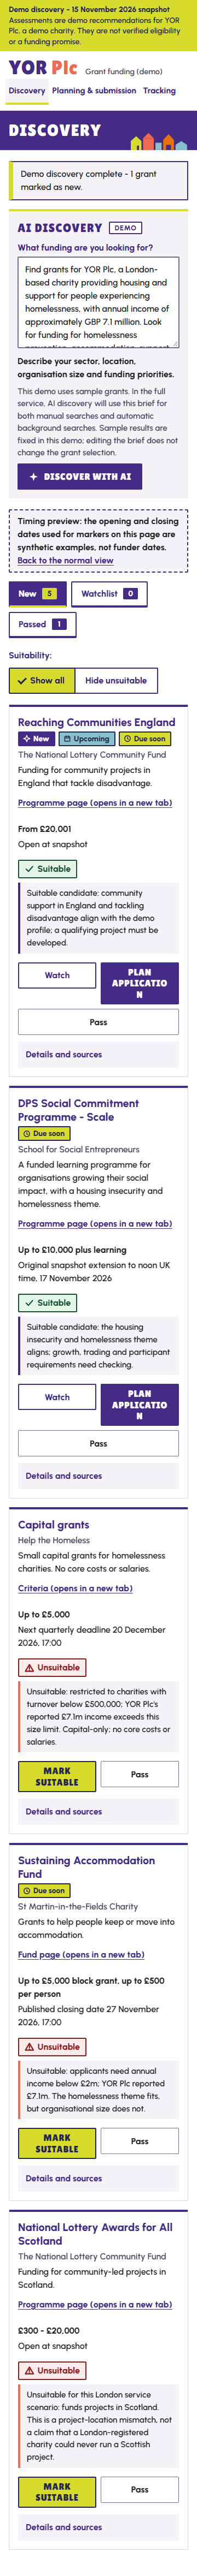 Demo discovery - 15 November 2026 snapshot
Assessments are demo recommendations for YOR
Plc, a demo charity. They are not verified eligibility
or a funding promise.
YOR Plc Grant funding (demo)
Discovery Planning & submission Tracking
DISCOVERY
Demo discovery complete - 1 grant
marked as new.
AI DISCOVERY DEMO
What funding are you looking for?
Find grants for YOR Plc, a London-
based charity providing housing and
support for people experiencing
homelessness, with annual income of
approximately GBP 7.1 million. Look
for funding for homelessness
Describe your sector, location,
organisation size and funding priorities.
This demo uses sample grants. In the full
service, AI discovery will use this brief for
both manual searches and automatic
background searches. Sample results are
fixed in this demo; editing the brief does not
change the grant selection.
DISCOVER WITH AI
Timing preview: the opening and closing
dates used for markers on this page are
synthetic examples, not funder dates.
Back to the normal view
New 5
Watchlist 0
Passed 1
Suitability:
Show all
Hide unsuitable
Reaching Communities England
New Upcoming Due soon
The National Lottery Community Fund
Funding for community projects in
England that tackle disadvantage.
Programme page (opens in a new tab)
From £20,001
Open at snapshot
Suitable
Suitable candidate: community
support in England and tackling
disadvantage align with the demo
profile; a qualifying project must be
developed.
Watch
PLAN
APPLICATIO
N
Pass
Details and sources
DPS Social Commitment
Programme - Scale
Due soon
School for Social Entrepreneurs
A funded learning programme for
organisations growing their social
impact, with a housing insecurity and
homelessness theme.
Programme page (opens in a new tab)
Up to £10,000 plus learning
Original snapshot extension to noon UK
time, 17 November 2026
Suitable
Suitable candidate: the housing
insecurity and homelessness theme
aligns; growth, trading and participant
requirements need checking.
Watch
PLAN
APPLICATIO
N
Pass
Details and sources
Capital grants
Help the Homeless
Small capital grants for homelessness
charities. No core costs or salaries.
Criteria (opens in a new tab)
Up to £5,000
Next quarterly deadline 20 December
2026, 17:00
Unsuitable
Unsuitable: restricted to charities with
turnover below £500,000; YOR Plc's
reported £7.1m income exceeds this
size limit. Capital-only; no core costs or
salaries.
MARK
SUITABLE
Pass
Details and sources
Sustaining Accommodation
Fund
Due soon
St Martin-in-the-Fields Charity
Grants to help people keep or move into
accommodation.
Fund page (opens in a new tab)
Up to £5,000 block grant, up to £500
per person
Published closing date 27 November
2026, 17:00
Unsuitable
Unsuitable: applicants need annual
income below £2m; YOR Plc reported
£7.1m. The homelessness theme fits,
but organisational size does not.
MARK
SUITABLE
Pass
Details and sources
National Lottery Awards for All
Scotland
The National Lottery Community Fund
Funding for community-led projects in
Scotland.
Programme page (opens in a new tab)
£300 - £20,000
Open at snapshot
Unsuitable
Unsuitable for this London service
scenario: funds projects in Scotland.
This is a project-location mismatch, not
a claim that a London-registered
charity could never run a Scottish
project.
MARK
SUITABLE
Pass
Details and sources